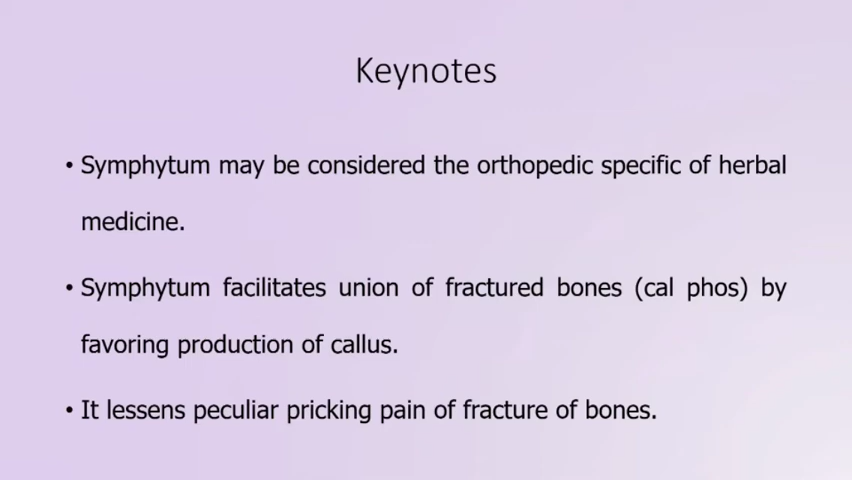 Keynotes
• Symphytum may be considered the orthopedic specific of herbal
medicine.
• Symphytum facilitates union of fractured bones (cal phos) by
favoring production of callus.
• It lessens peculiar pricking pain of fracture of bones.